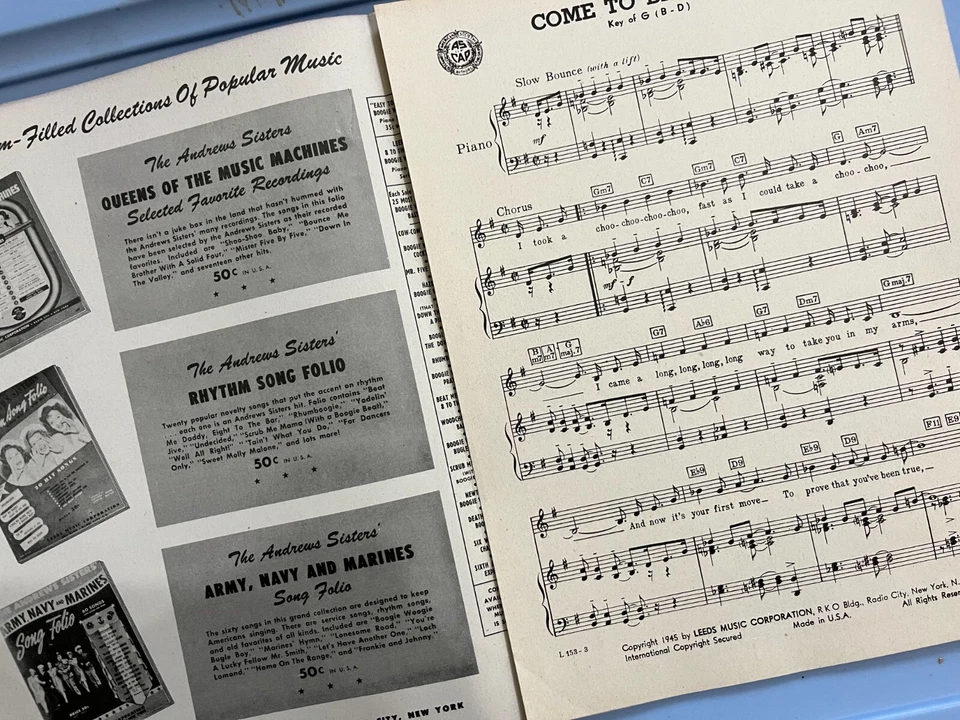 Filled Collections Of Popular Music
The Andrews Sisters
QUEENS OF THE MUSIC MACHINES
Selected Favorite Recordings
There isn't a juke box in the land that hasn't hummed with
the Andrews Sisters' many recordings. The songs in this folio
have been selected by the Andrews Sisters as their recorded
favorites. Included are "Shoo-Shoo Baby," "Bounce Me
Brother With A Solid Four," "Mister Five By Five," "Down In
The Valley," and seventeen other hits.
50c IN U.S.A.
* * *
The Andrews Sisters'
RHYTHM SONG FOLIO
Twenty popular novelty songs that put the accent on rhythm
. . . each one is an Andrews Sisters hit. Folio contains "Beat
Me Daddy, Eight To The Bar," "Rhumboogie," "Yodelin'
Jive," "Undecided," "Scrub Me Mama (With a Boogie Beat),"
"Well All Right!" "Tain't What You Do," "For Dancers
Only," "Sweet Molly Malone," and lots more!
50c IN U.S.A.
* * *
The Andrews Sisters'
ARMY, NAVY AND MARINES
Song Folio
The sixty songs in this grand collection are designed to keep
Americans singing. There are service songs, rhythm songs,
and old favorites of all kinds. Included are "Boogie Woogie
Bugle Boy," "Marines' Hymn," "Lonesome Road," "You're
A Lucky Fellow Mr. Smith," "Let's Have Another One," "Loch
Lomond," "Home On The Range," and "Frankie and Johnny."
50c IN U.S.A.
* * *
CITY, NEW YORK
Song Folio
ARMY NAVY AND MARINES
Song Folio
COME TO
Key of G (B-D)
AS
CAP
Slow Bounce (with a lift)
Piano
mf
Chorus
Gm7 C7 Gm7 C7 G Am7
I took a choo-choo-choo-choo, fast as I could take a choo-choo,
mf-f
B m7 A m7 G maj.7 G7 A♭6 G7 Dm7 G maj.7
I came a long, long, long, long way to take you in my arms,
E♭9 D9 E♭9 D9 F11 E9
And now it's your first move To prove that you've been true,
L 153-3
Copyright 1945 by LEEDS MUSIC CORPORATION, R K O Bldg., Radio City, New York, N.
International Copyright Secured Made in U.S.A. All Rights Rese